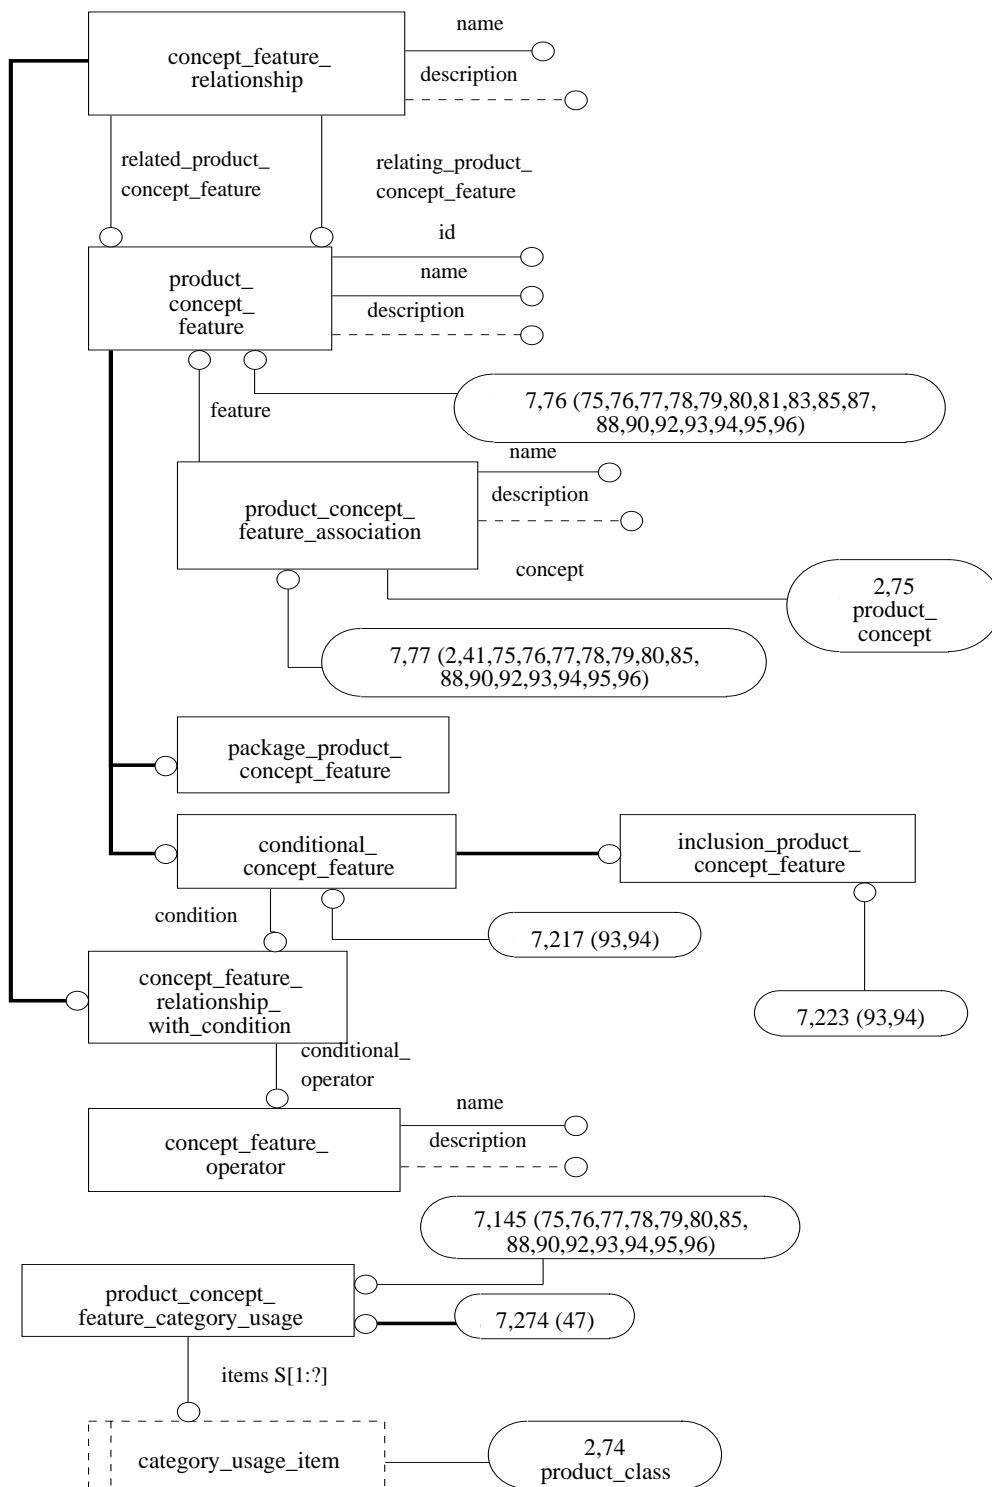 name
concept_feature_
relationship
description
related_product_
concept_feature
relating_product_
concept_feature
id
product_
concept_
feature
name
description
7,76 (75,76,77,78,79,80,81,83,85,87,
88,90,92,93,94,95,96)
feature
name
product_concept_
feature_association
description
concept
2,75
product_
concept
7,77 (2,41,75,76,77,78,79,80,85,
88,90,92,93,94,95,96)
package_product_
concept_feature
conditional_
concept_feature
inclusion_product_
concept_feature
condition
7,217 (93,94)
concept_feature_
relationship_
with_condition
7,223 (93,94)
conditional_
operator
name
concept_feature_
operator
description
7,145 (75,76,77,78,79,80,85,
88,90,92,93,94,95,96)
product_concept_
feature_category_usage
7,274 (47)
items S[1:?]
category_usage_item
2,74
product_class